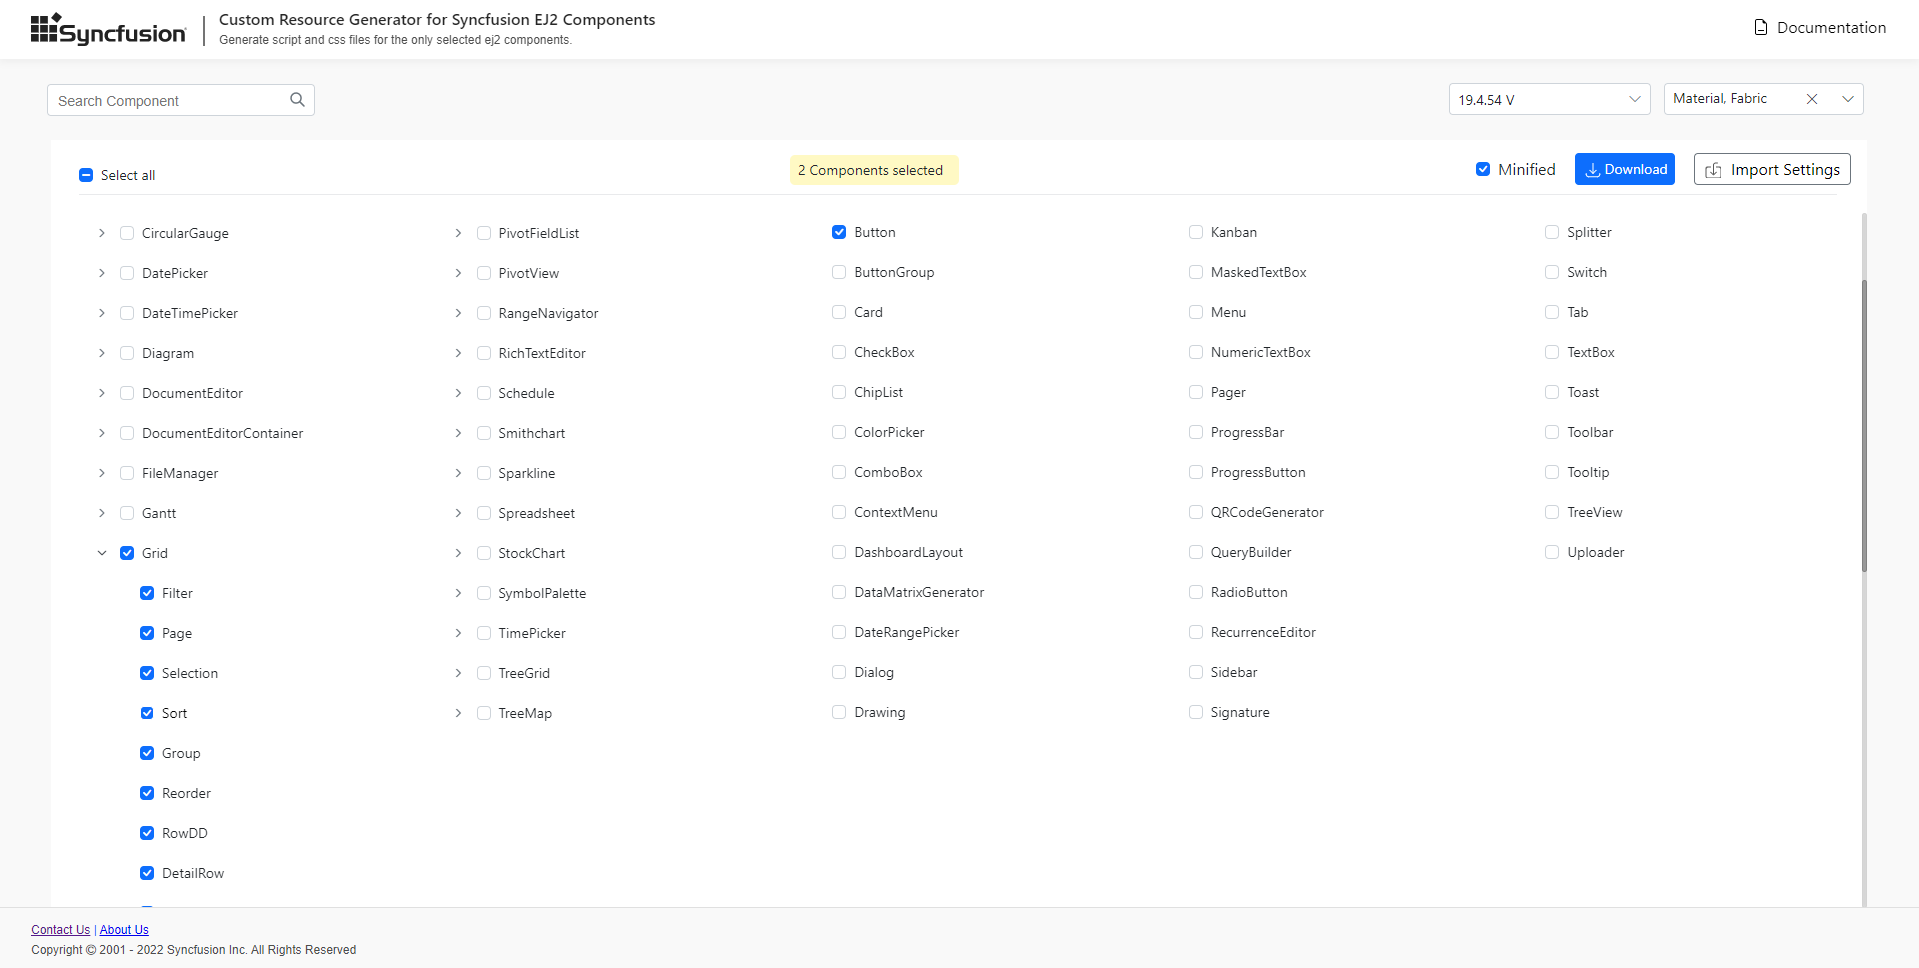 Syncfusion
Custom Resource Generator for Syncfusion EJ2 Components
Generate script and css files for the only selected ej2 components.
Documentation
Search Component
19.4.54 V
Material, Fabric
Select all
2 Components selected
Minified
Download
Import Settings
CircularGauge
DatePicker
DateTimePicker
Diagram
DocumentEditor
DocumentEditorContainer
FileManager
Gantt
Grid
Filter
Page
Selection
Sort
Group
Reorder
RowDD
DetailRow
PivotFieldList
PivotView
RangeNavigator
RichTextEditor
Schedule
Smithchart
Sparkline
Spreadsheet
StockChart
SymbolPalette
TimePicker
TreeGrid
TreeMap
Button
ButtonGroup
Card
CheckBox
ChipList
ColorPicker
ComboBox
ContextMenu
DashboardLayout
DataMatrixGenerator
DateRangePicker
Dialog
Drawing
Kanban
MaskedTextBox
Menu
NumericTextBox
Pager
ProgressBar
ProgressButton
QRCodeGenerator
QueryBuilder
RadioButton
RecurrenceEditor
Sidebar
Signature
Splitter
Switch
Tab
TextBox
Toast
Toolbar
Tooltip
TreeView
Uploader
Contact Us | About Us
Copyright © 2001 - 2022 Syncfusion Inc. All Rights Reserved